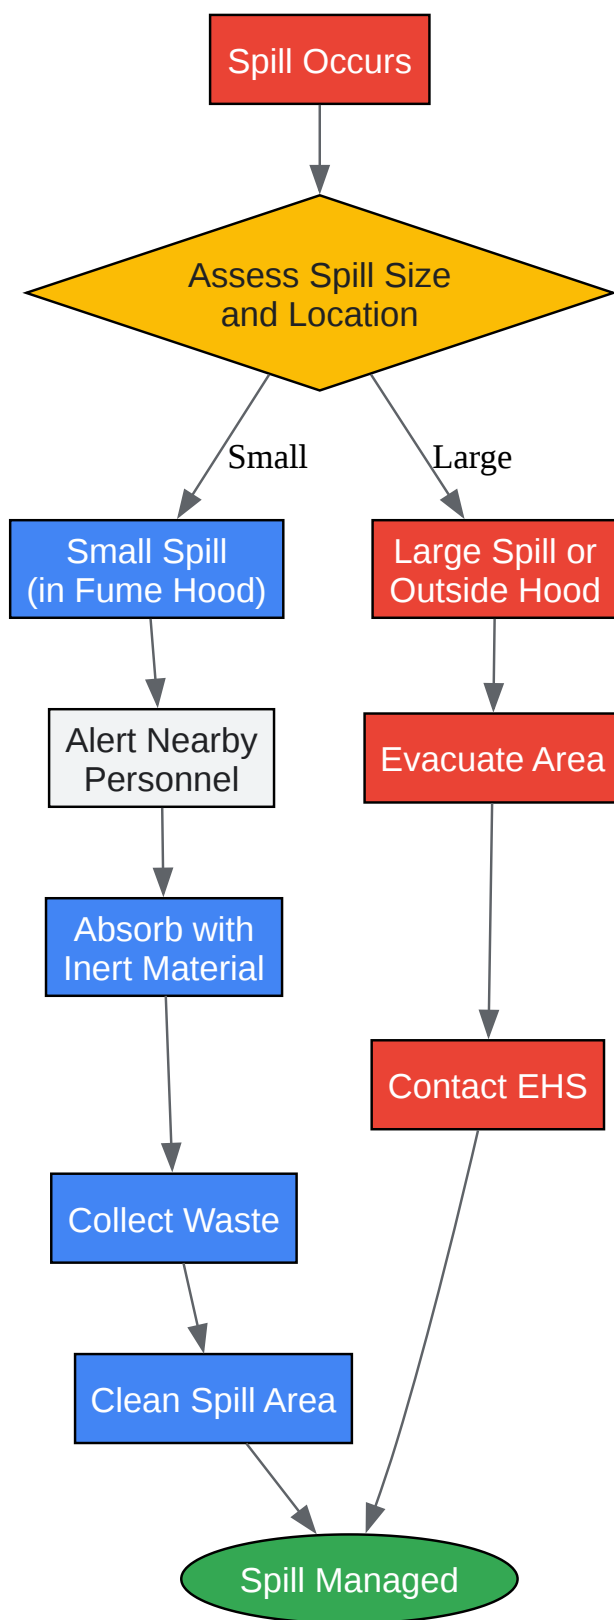 Spill Occurs
Assess Spill Size
and Location
Small
Large
Small Spill
(in Fume Hood)
Large Spill or
Outside Hood
Alert Nearby
Personnel
Evacuate Area
Absorb with
Inert Material
Contact EHS
Collect Waste
Clean Spill Area
Spill Managed